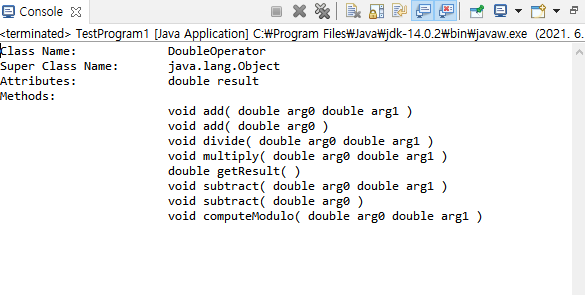 Console
<terminated> TestProgram1 [Java Application] C:₩Program Files₩Java₩jdk-14.0.2₩bin₩javaw.exe (2021. 6.
Class Name: DoubleOperator
Super Class Name: java.lang.Object
Attributes: double result
Methods:
void add( double arg0 double arg1 )
void add( double arg0 )
void divide( double arg0 double arg1 )
void multiply( double arg0 double arg1 )
double getResult( )
void subtract( double arg0 double arg1 )
void subtract( double arg0 )
void computeModulo( double arg0 double arg1 )